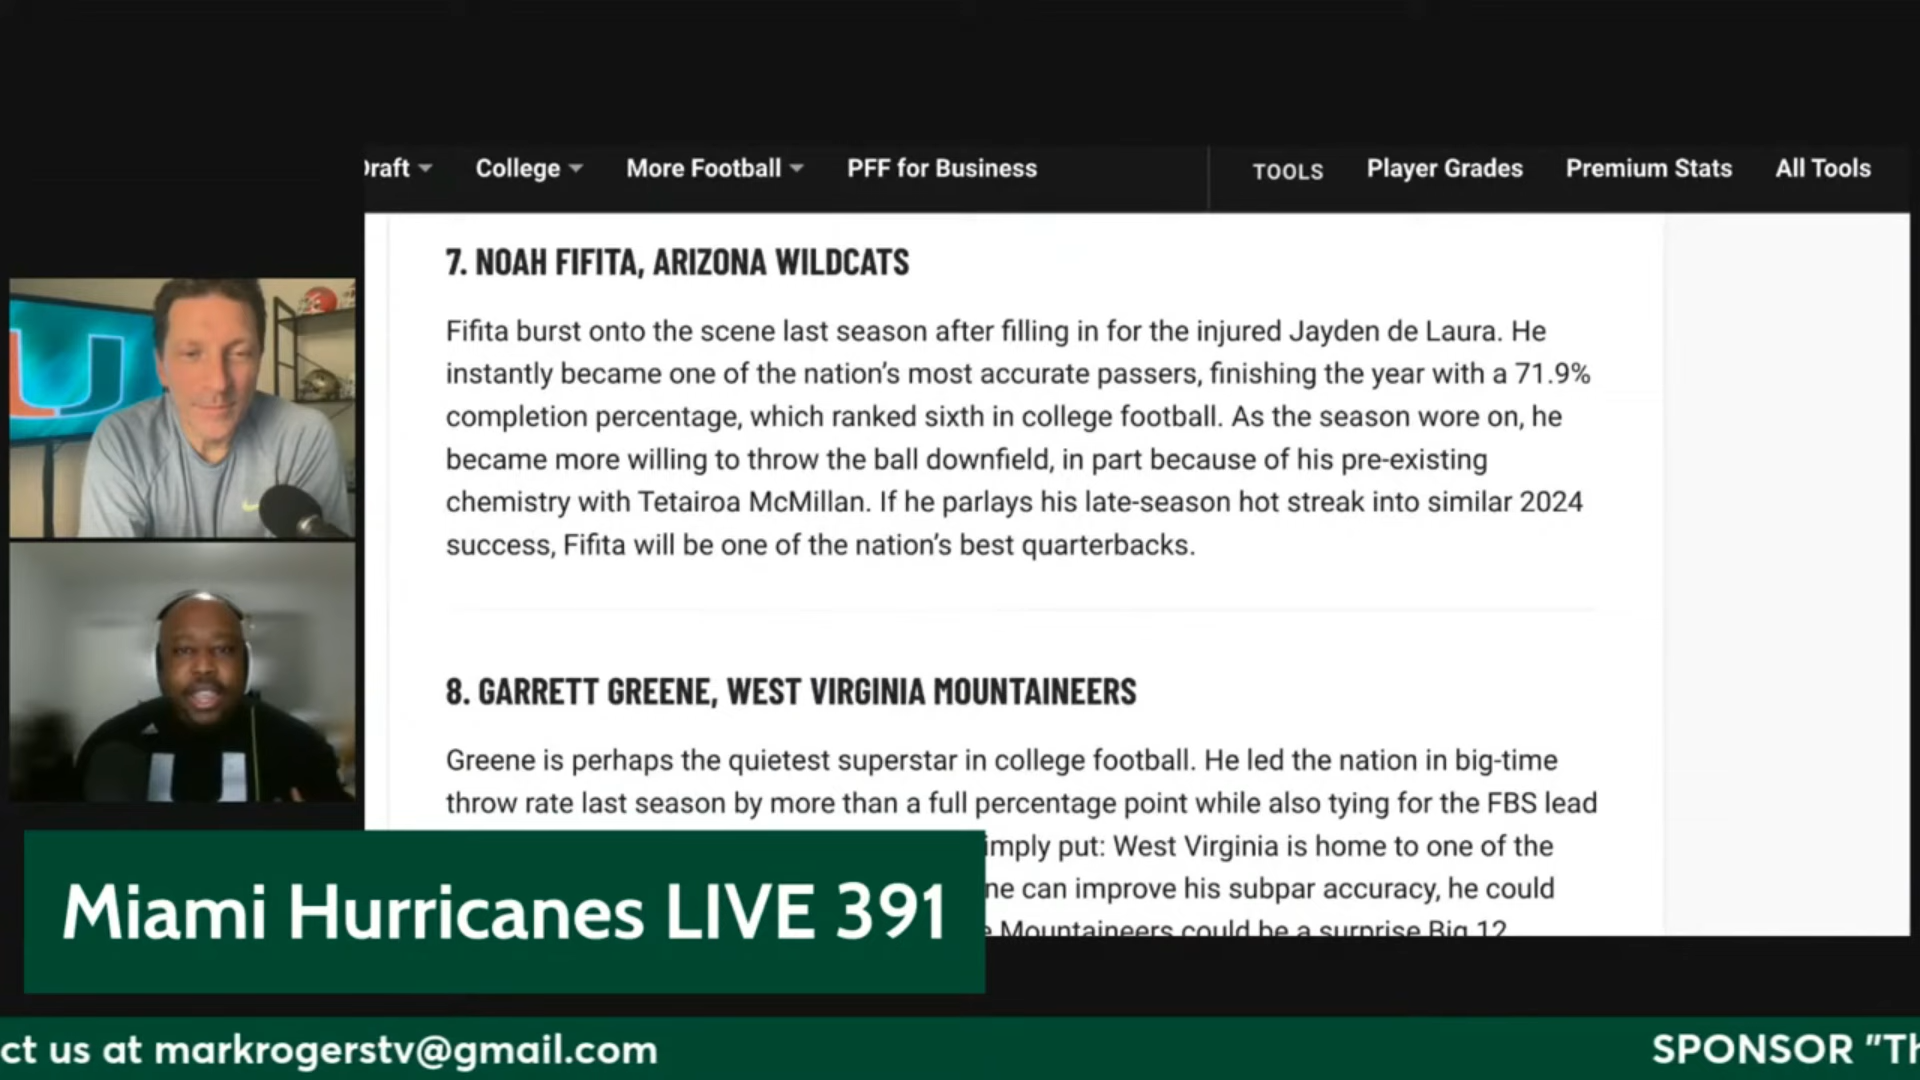 Draft College More Football PFF for Business TOOLS Player Grades Premium Stats All Tools
7. NOAH FIFITA, ARIZONA WILDCATS
Fifita burst onto the scene last season after filling in for the injured Jayden de Laura. He
instantly became one of the nation's most accurate passers, finishing the year with a 71.9%
completion percentage, which ranked sixth in college football. As the season wore on, he
became more willing to throw the ball downfield, in part because of his pre-existing
chemistry with Tetairoa McMillan. If he parlays his late-season hot streak into similar 2024
success, Fifita will be one of the nation's best quarterbacks.
8. GARRETT GREENE, WEST VIRGINIA MOUNTAINEERS
Greene is perhaps the quietest superstar in college football. He led the nation in big-time
throw rate last season by more than a full percentage point while also tying for the FBS lead
imply put: West Virginia is home to one of the
ne can improve his subpar accuracy, he could
e Mountaineers could be a surprise Big 12
U
U
Miami Hurricanes LIVE 391
ct us at markrogerstv@gmail.com SPONSOR "Th